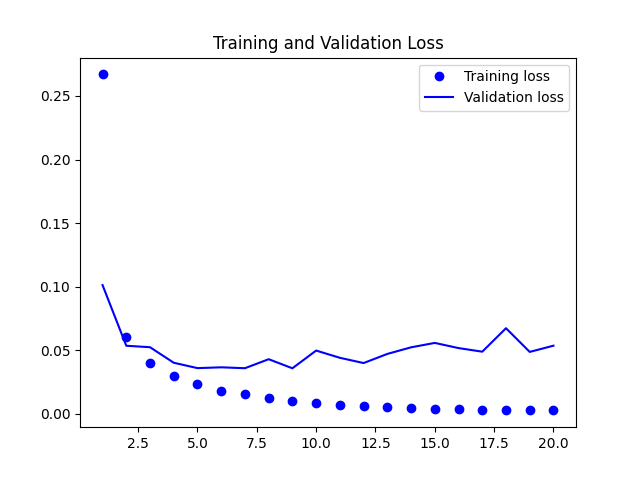 Training and Validation Loss
Training loss
Validation loss
0.25
0.20
0.15
0.10
0.05
0.00
2.5 5.0 7.5 10.0 12.5 15.0 17.5 20.0